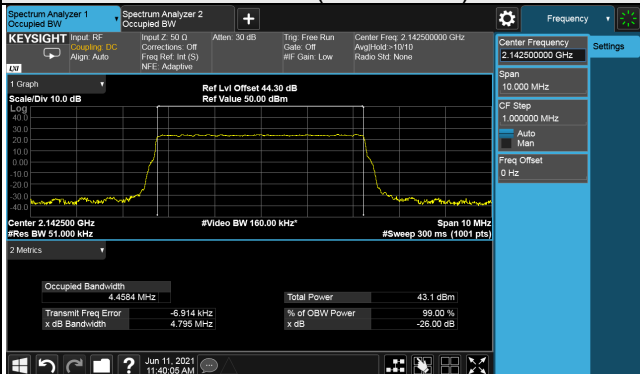 Spectrum Analyzer 1
Occupied BW
Spectrum Analyzer 2
Occupied BW
+
Frequency
KEYSIGHT
LXI
Input: RF
Coupling: DC
Align: Auto
Input Z: 50 Ω
Corrections: Off
Freq Ref: Int (S)
NFE: Adaptive
Atten: 30 dB
Trig: Free Run
Gate: Off
#IF Gain: Low
Center Freq: 2.142500000 GHz
Avg|Hold:>10/10
Radio Std: None
Center Frequency
2.142500000 GHz
Settings
Span
10.000 MHz
CF Step
1.000000 MHz
Auto
Man
Freq Offset
0 Hz
1 Graph
Scale/Div 10.0 dB
Ref Lvl Offset 44.30 dB
Ref Value 50.00 dBm
Log
40.0
30.0
20.0
10.0
0.00
-10.0
-20.0
-30.0
-40.0
Center 2.142500 GHz
#Res BW 51.000 kHz
#Video BW 160.00 kHz*
Span 10 MHz
#Sweep 300 ms (1001 pts)
2 Metrics
Occupied Bandwidth
4.4584 MHz
Total Power 43.1 dBm
Transmit Freq Error -6.914 kHz
% of OBW Power 99.00 %
x dB Bandwidth 4.795 MHz
x dB -26.00 dB
?
Jun 11, 2021
11:40:05 AM